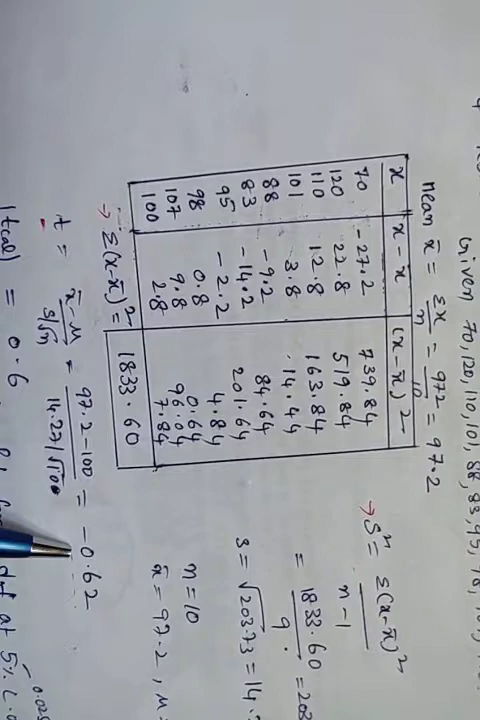 Given 70, 120, 110, 101, 88, 83, 95,
mean x̄ = Σx/n = 972/10 = 97.2
x | x - x̄ | (x - x̄)²
70 | -27.2 | 739.84
120 | 22.8 | 519.84
110 | 12.8 | 163.84
101 | 3.8 | 14.44
88 | -9.2 | 84.64
83 | -14.2 | 201.64
95 | -2.2 | 4.84
98 | 0.8 | 0.64
107 | 9.8 | 96.04
100 | 2.8 | 7.84
→ Σ(x-x̄)² = 1833.60
→ S² = Σ(x-x̄)² / n-1
= 1833.60 / 9 = 203
s = √203.73 = 14.
n = 10
x̄ = 97.2, μ =
t = x̄-μ / s/√n = 97.2-100 / 14.27/√10 = -0.62
|tcal| = 0.6
at 5% L.O
0.025